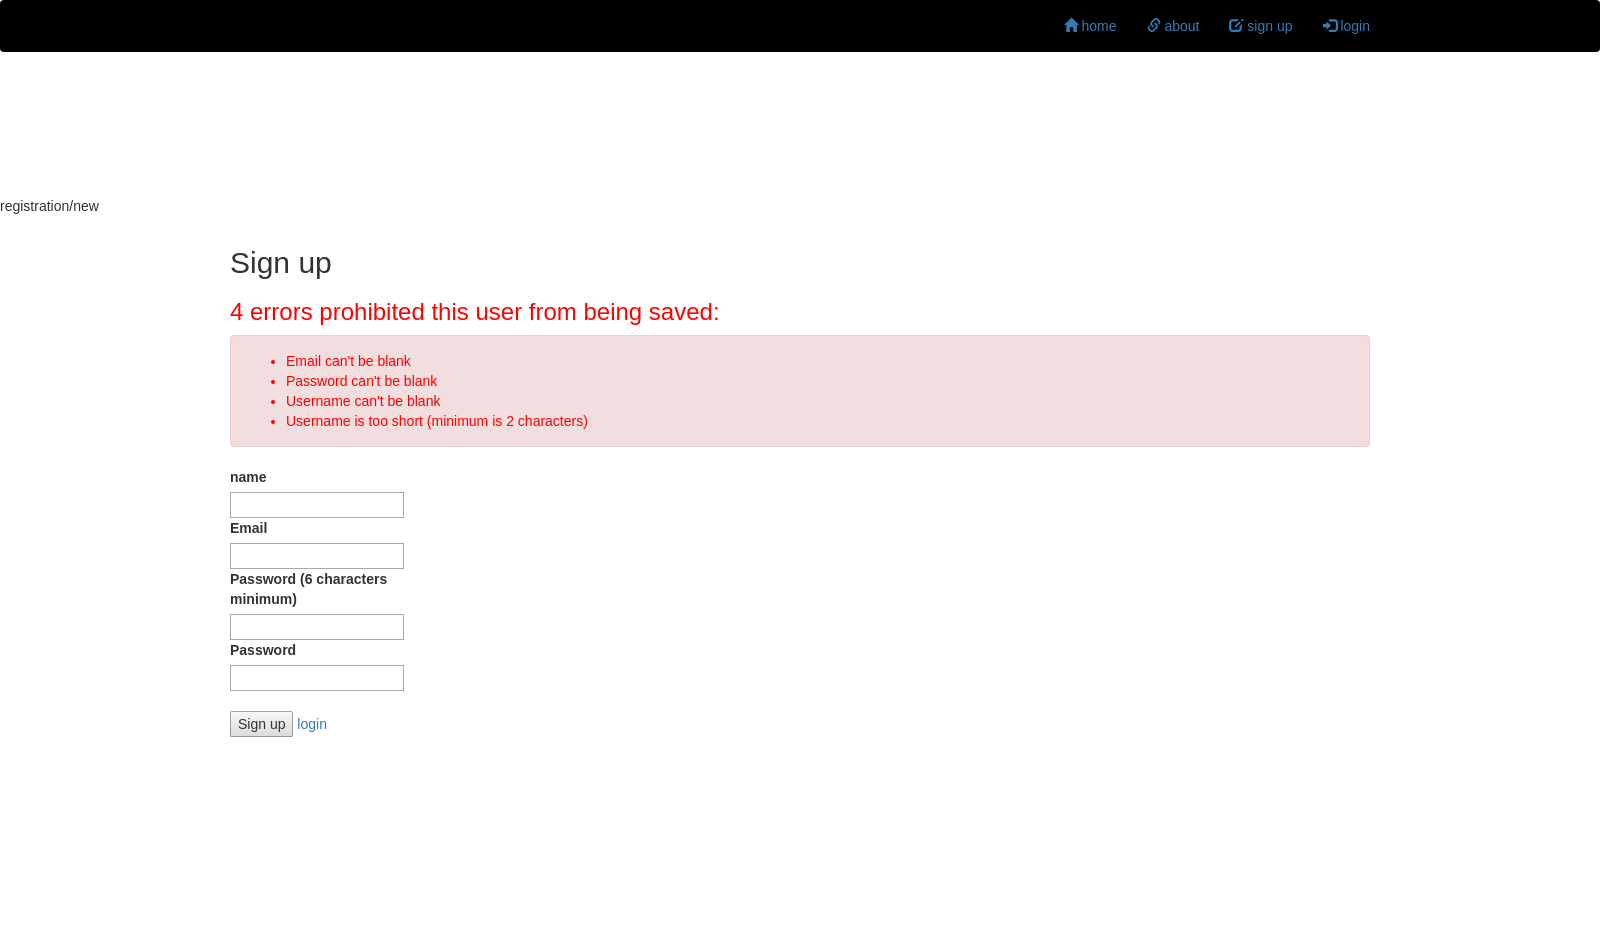 home about sign up login
registration/new
Sign up
4 errors prohibited this user from being saved:
Email can't be blank
Password can't be blank
Username can't be blank
Username is too short (minimum is 2 characters)
name
Email
Password (6 characters
minimum)
Password
Sign up login